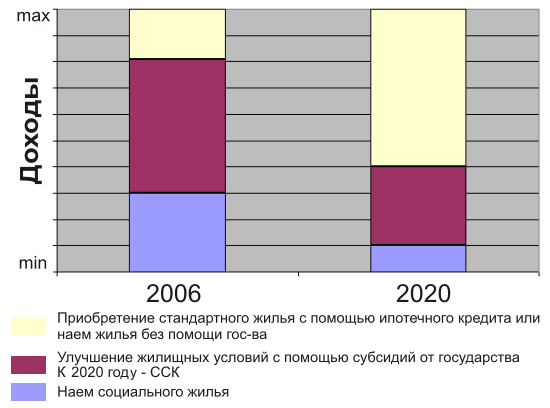 max
Доходы
min
2006
2020
Приобретение стандартного жилья с помощью ипотечного кредита или
наем жилья без помощи гос-ва
Улучшение жилищных условий с помощью субсидий от государства
К 2020 году - ССК
Наем социального жилья